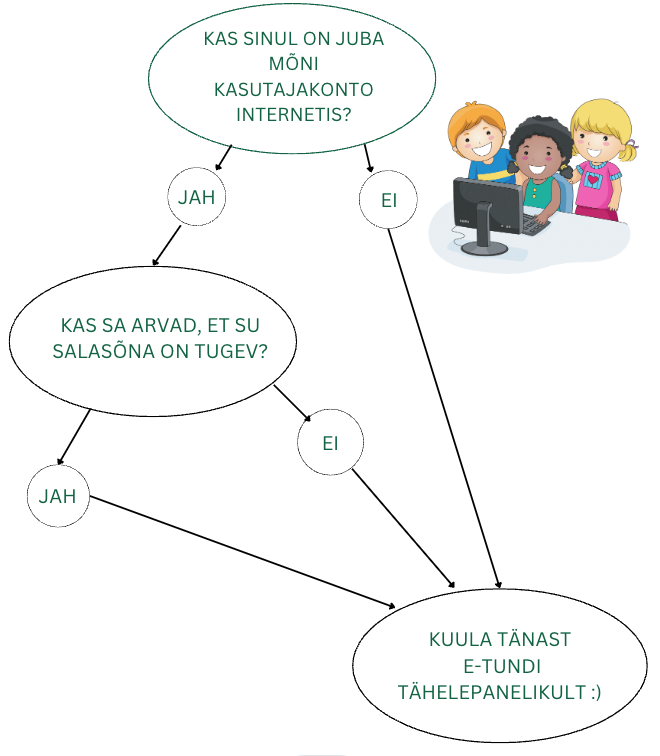 KAS SINUL ON JUBA
MÕNI
KASUTAJAKONTO
INTERNETIS?
JAH
EI
KAS SA ARVAD, ET SU
SALASÕNA ON TUGEV?
EI
JAH
KUULA TÄNAST
E-TUNDI
TÄHELEPANELIKULT :)